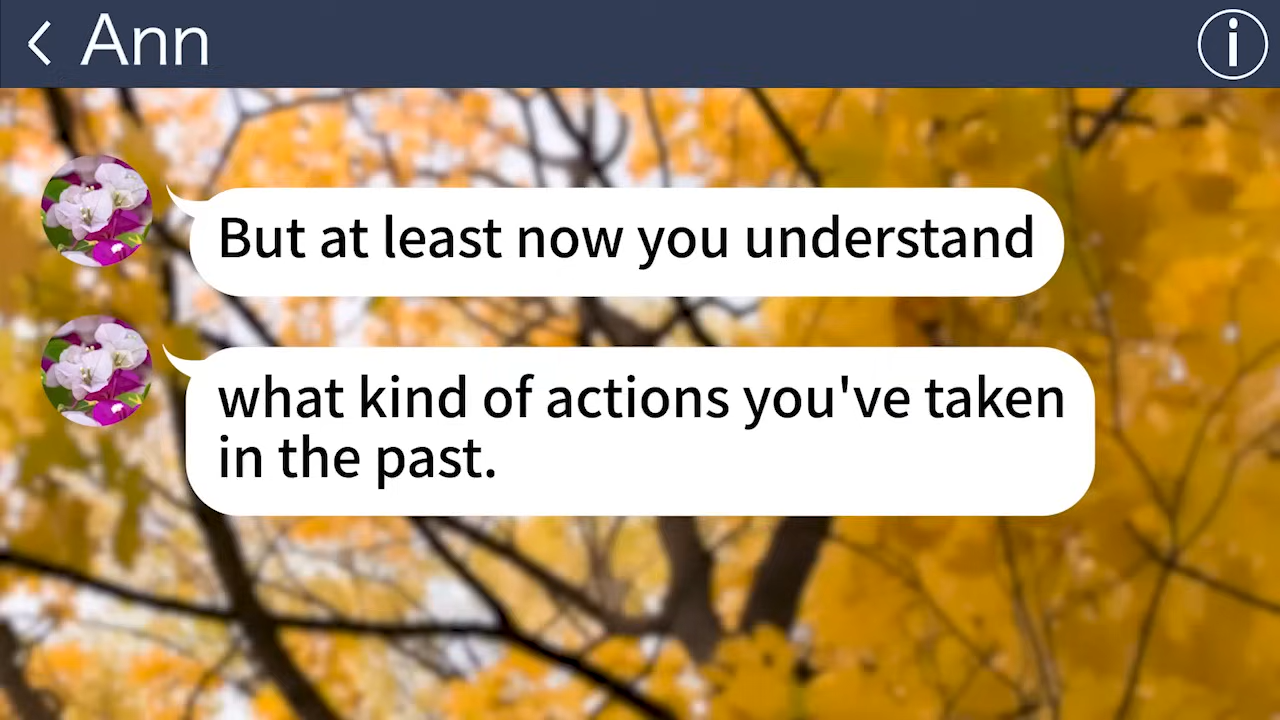 Ann
But at least now you understand
what kind of actions you've taken
in the past.